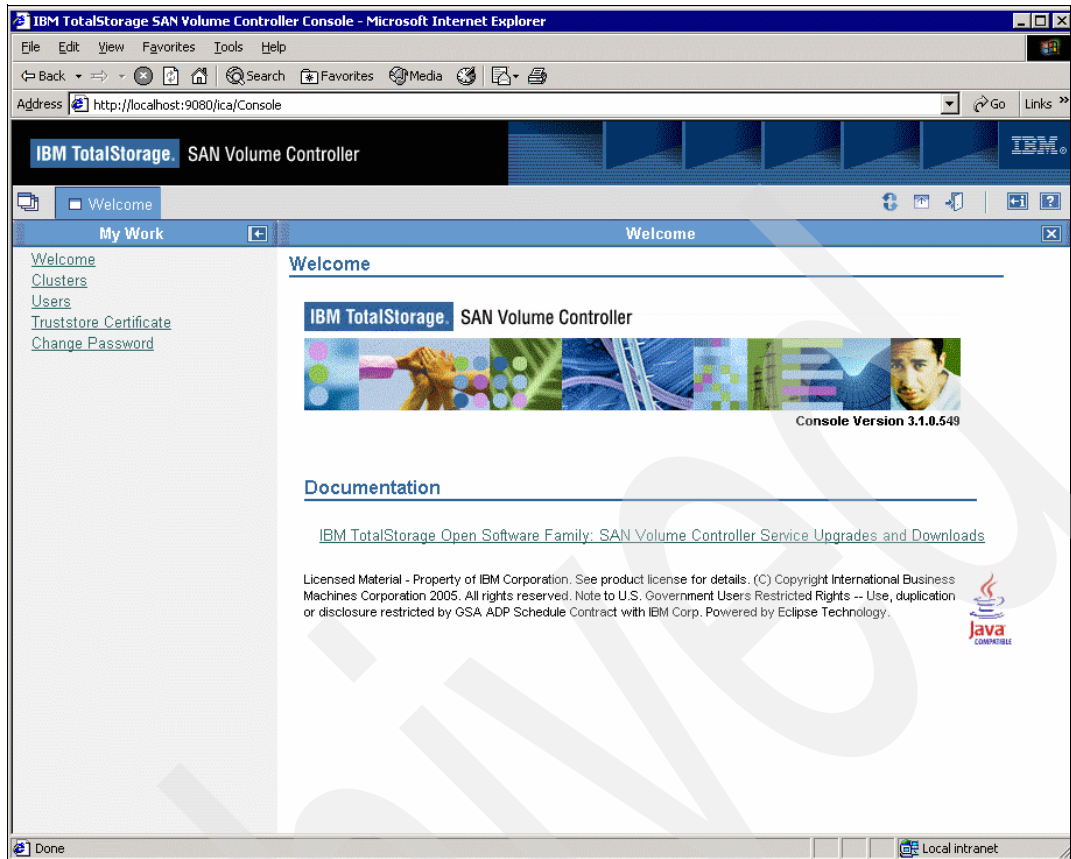 IBM TotalStorage SAN Volume Controller Console - Microsoft Internet Explorer
File Edit View Favorites Tools Help
Back Search Favorites Media
Address http://localhost:9080/ica/Console Go Links »
IBM TotalStorage. SAN Volume Controller IBM®
Welcome
My Work
Welcome
Welcome
Clusters
Users
Truststore Certificate
Change Password
Welcome
IBM TotalStorage. SAN Volume Controller
Console Version 3.1.0.549
Documentation
IBM TotalStorage Open Software Family: SAN Volume Controller Service Upgrades and Downloads
Licensed Material - Property of IBM Corporation. See product license for details. (C) Copyright International Business
Machines Corporation 2005. All rights reserved. Note to U.S. Government Users Restricted Rights -- Use, duplication
or disclosure restricted by GSA ADP Schedule Contract with IBM Corp. Powered by Eclipse Technology.
Java
COMPATIBLE
Done Local intranet